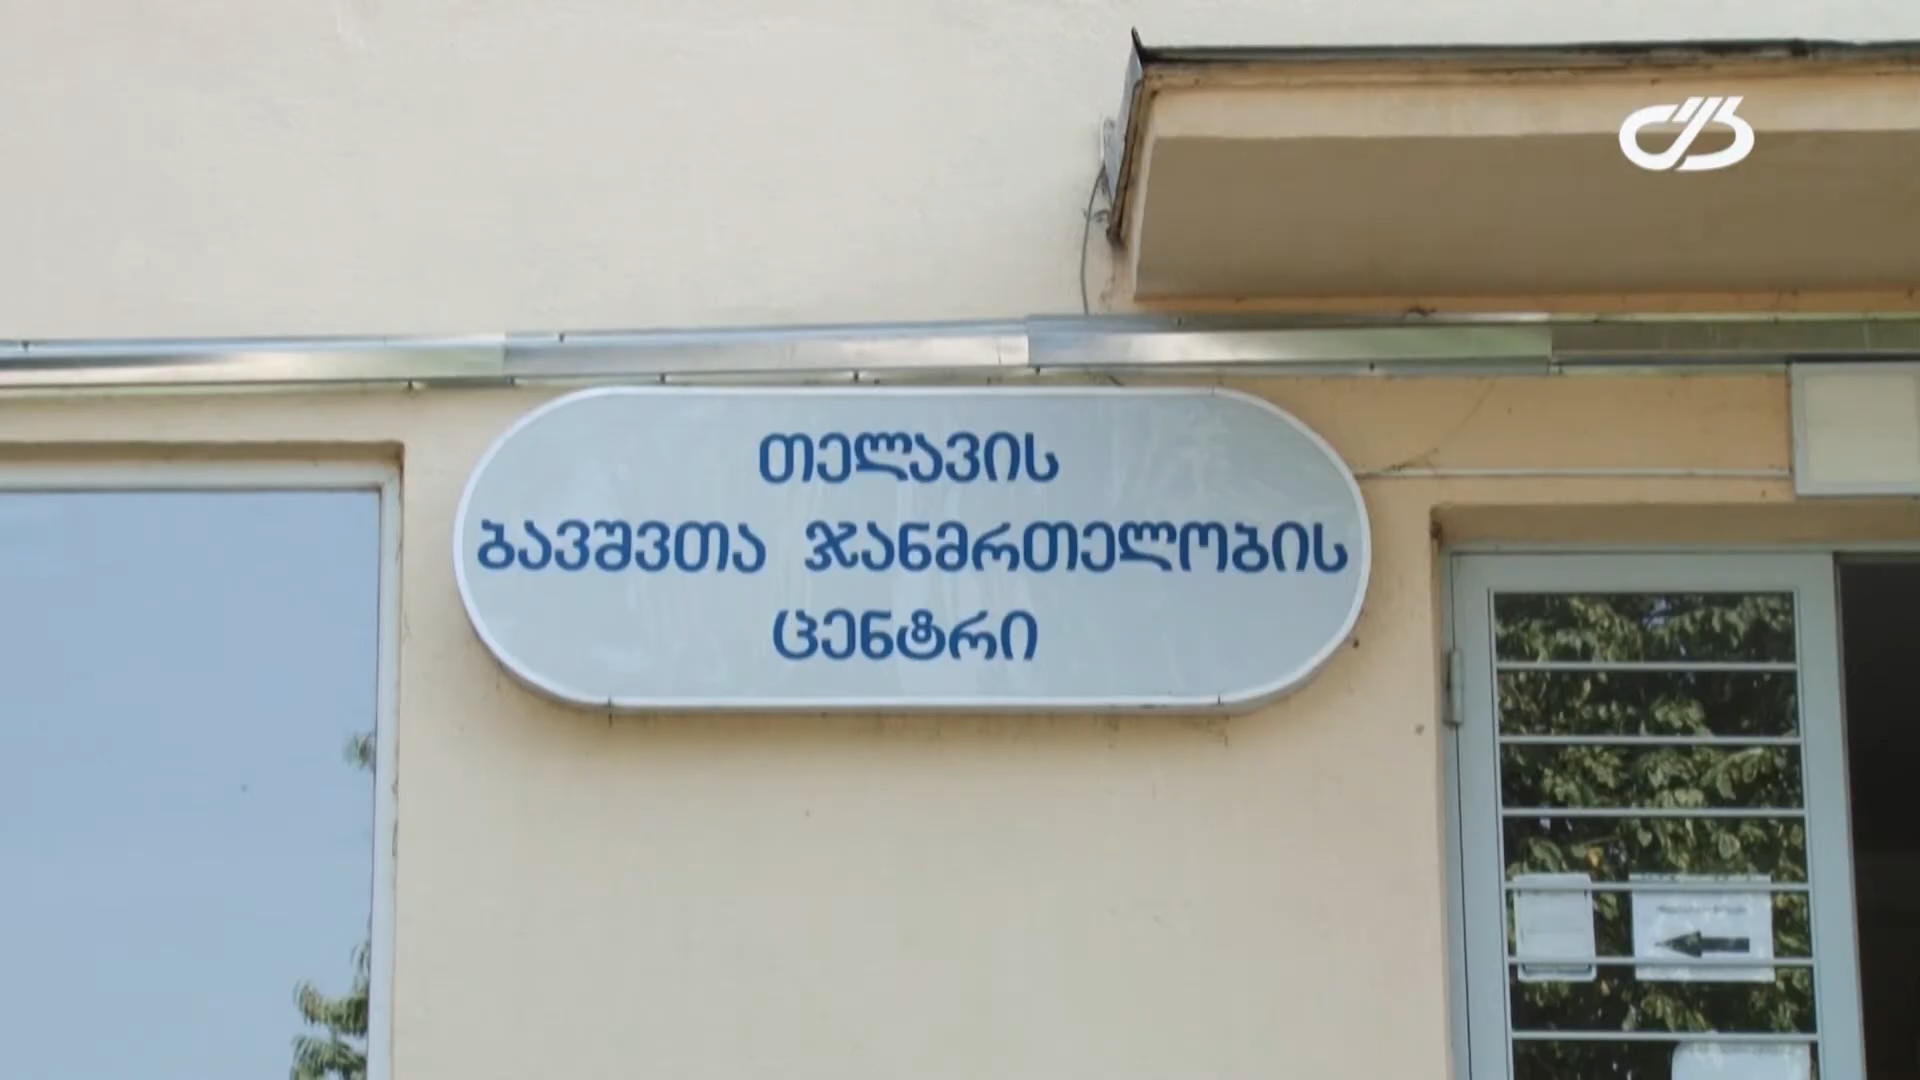 თელავის
ბავშვთა ჯანმრთელობის
ცენტრი